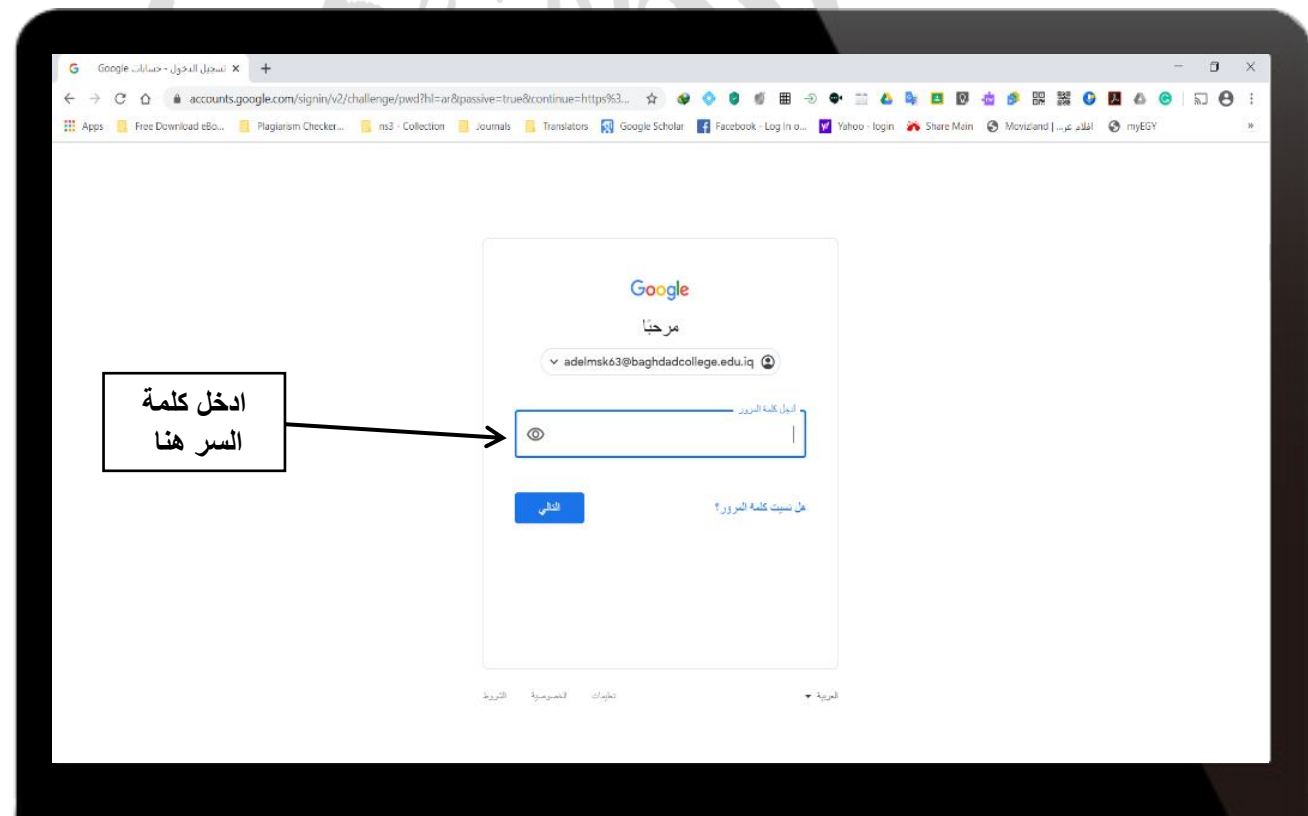 تسجيل الدخول - حسابات Google
accounts.google.com/signin/v2/challenge/pwd?hl=ar&passive=true&continue=https%3...
Apps Free Download eBo... Plagiarism Checker... ns3 - Collection Journals Translators Google Scholar Facebook - Log In o... Yahoo - login Share Main Movizland | افلام عر... myEGY
Google
مرحبًا
adelmsk63@baghdadcollege.edu.iq
أدخل كلمة المرور
ادخل كلمة
السر هنا
هل نسيت كلمة المرور؟
التالي
العربية
تعليمات الخصوصية الشروط